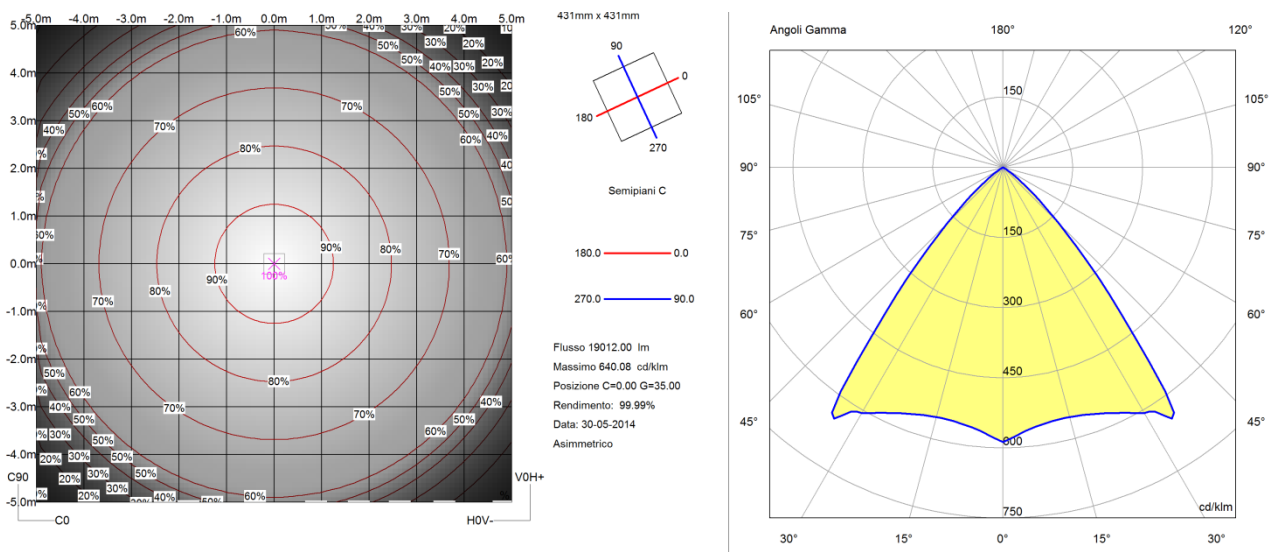 -5.0m -4.0m -3.0m -2.0m -1.0m 0.0m 1.0m 2.0m 3.0m 4.0m 5.0m
5.0m
4.0m
3.0m
2.0m
1.0m
0.0m
-1.0m
-2.0m
-3.0m
-4.0m
-5.0m
60%
70%
80%
90%
100%
90%
80%
70%
60%
50%
40%
30%
20%
C90
C0
V0H+
H0V-
431mm x 431mm
90
0
180
270
Semipiani C
180.0 0.0
270.0 90.0
Flusso 19012.00 lm
Massimo 640.08 cd/klm
Posizione C=0.00 G=35.00
Rendimento: 99.99%
Data: 30-05-2014
Asimmetrico
Angoli Gamma 180° 120°
105° 150 105°
90° 90°
75° 150 75°
60° 300 60°
45° 450 45°
600
750 cd/klm
30° 15° 0° 15° 30°